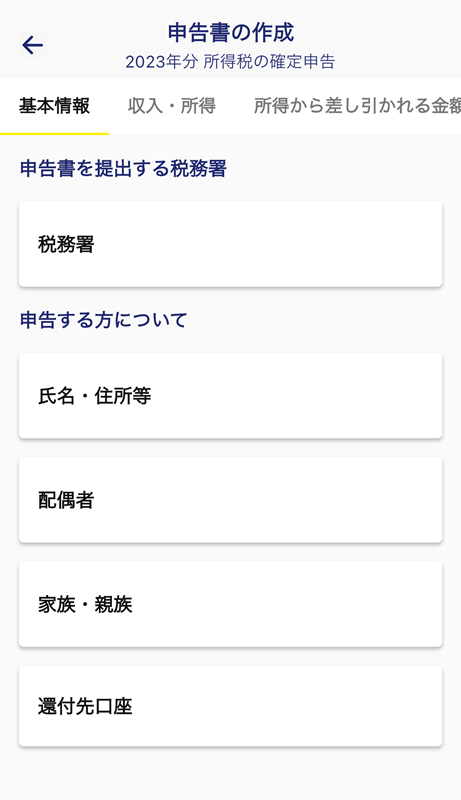 申告書の作成
2023年分 所得税の確定申告
基本情報 収入・所得 所得から差し引かれる金額
申告書を提出する税務署
税務署
申告する方について
氏名・住所等
配偶者
家族・親族
還付先口座